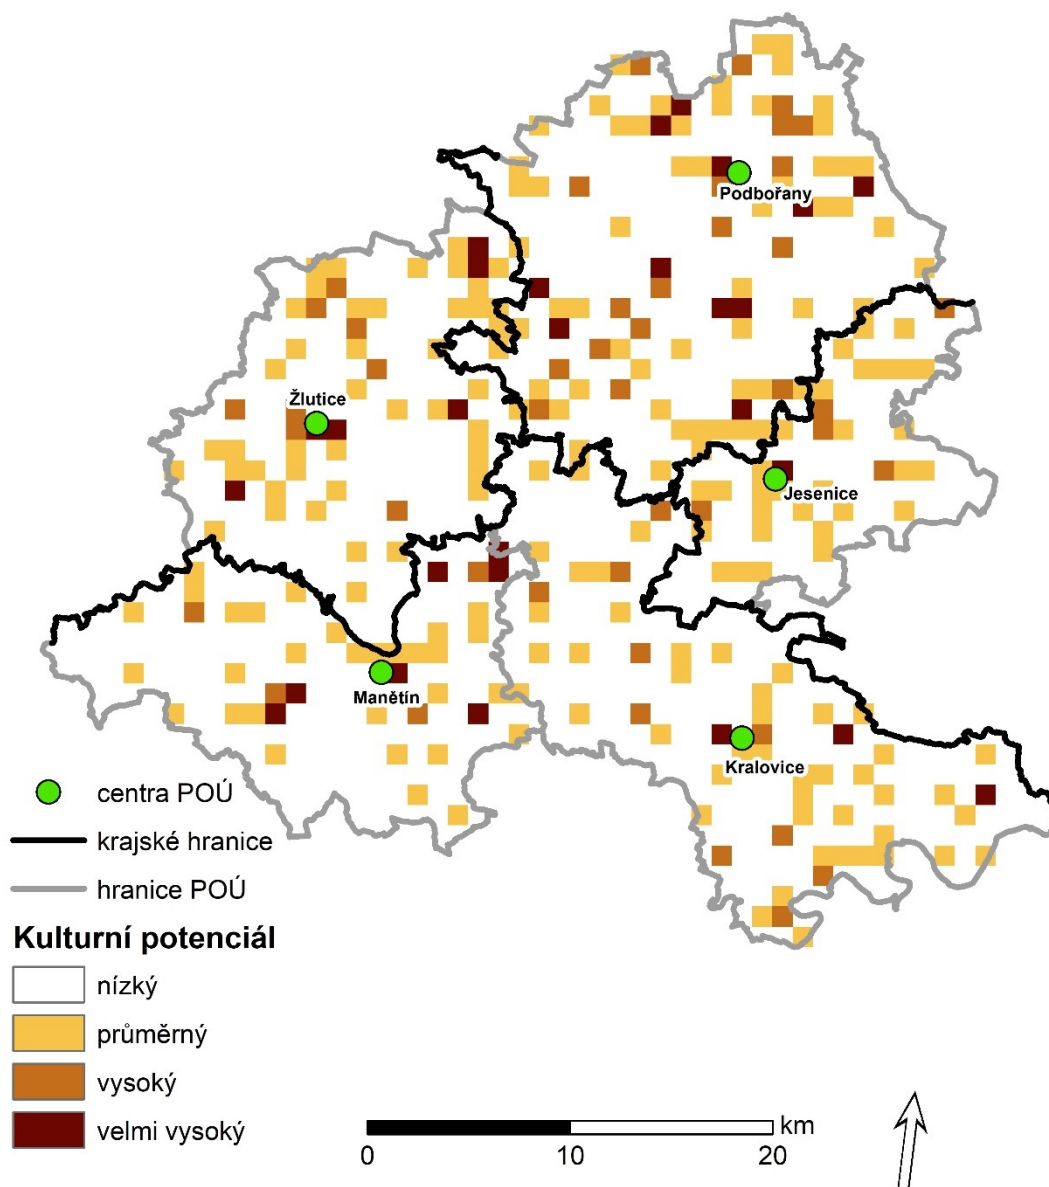 Podbořany
Žlutice
Jesenice
Manětín
Kralovice
centra POÚ
krajské hranice
hranice POÚ
Kulturní potenciál
nízký
průměrný
vysoký
velmi vysoký
km
0 10 20